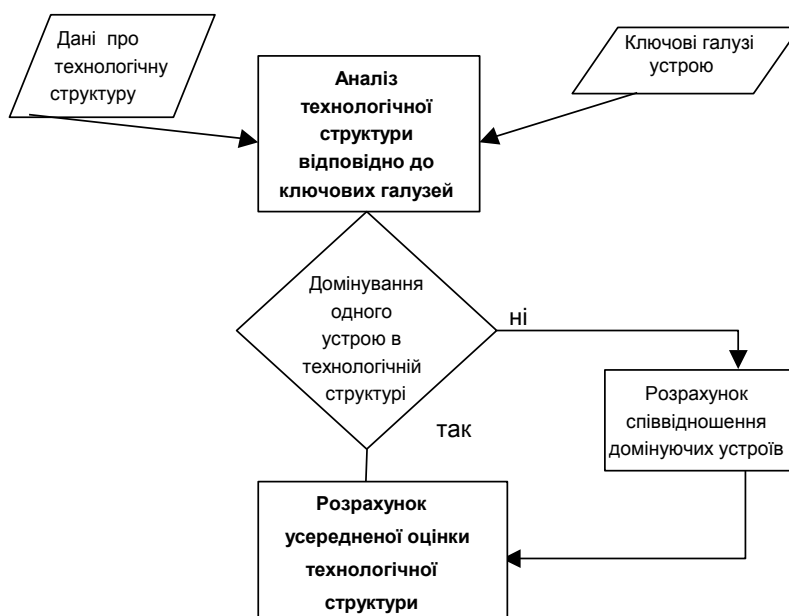 Дані про
технологічну
структуру
Ключові галузі
устрою
Аналіз
технологічної
структури
відповідно до
ключових галузей
Домінування
одного
устрою в
технологічній
структурі
ні
Розрахунок
співвідношення
домінуючих устроїв
так
Розрахунок
усередненої оцінки
технологічної
структури